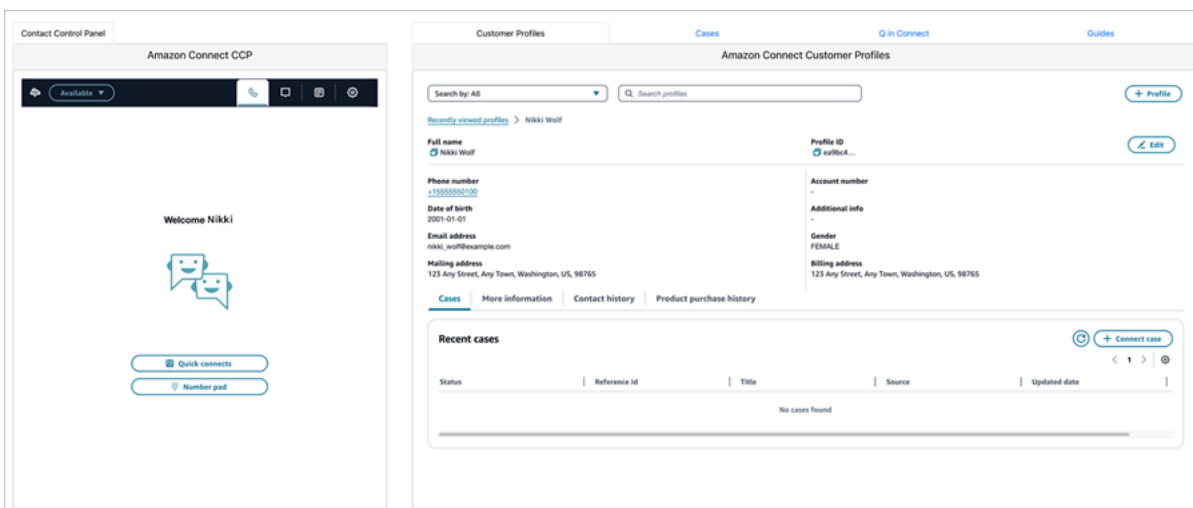 Contact Control Panel
Amazon Connect CCP
Available
Welcome Nikki
Quick connects
Number pad
Customer Profiles Cases Q in Connect Guides
Amazon Connect Customer Profiles
Search by: All Search profiles + Profile
Recently viewed profiles > Nikki Wolf
Full name Profile ID
Nikki Wolf ea9bc4... Edit
Phone number Account number
+15555550100 -
Date of birth Additional info
2001-01-01 -
Email address Gender
nikki_wolf@example.com FEMALE
Mailing address Billing address
123 Any Street, Any Town, Washington, US, 98765 123 Any Street, Any Town, Washington, US, 98765
Cases More information Contact history Product purchase history
Recent cases + Connect case
< 1 >
Status Reference Id Title Source Updated date
No cases found